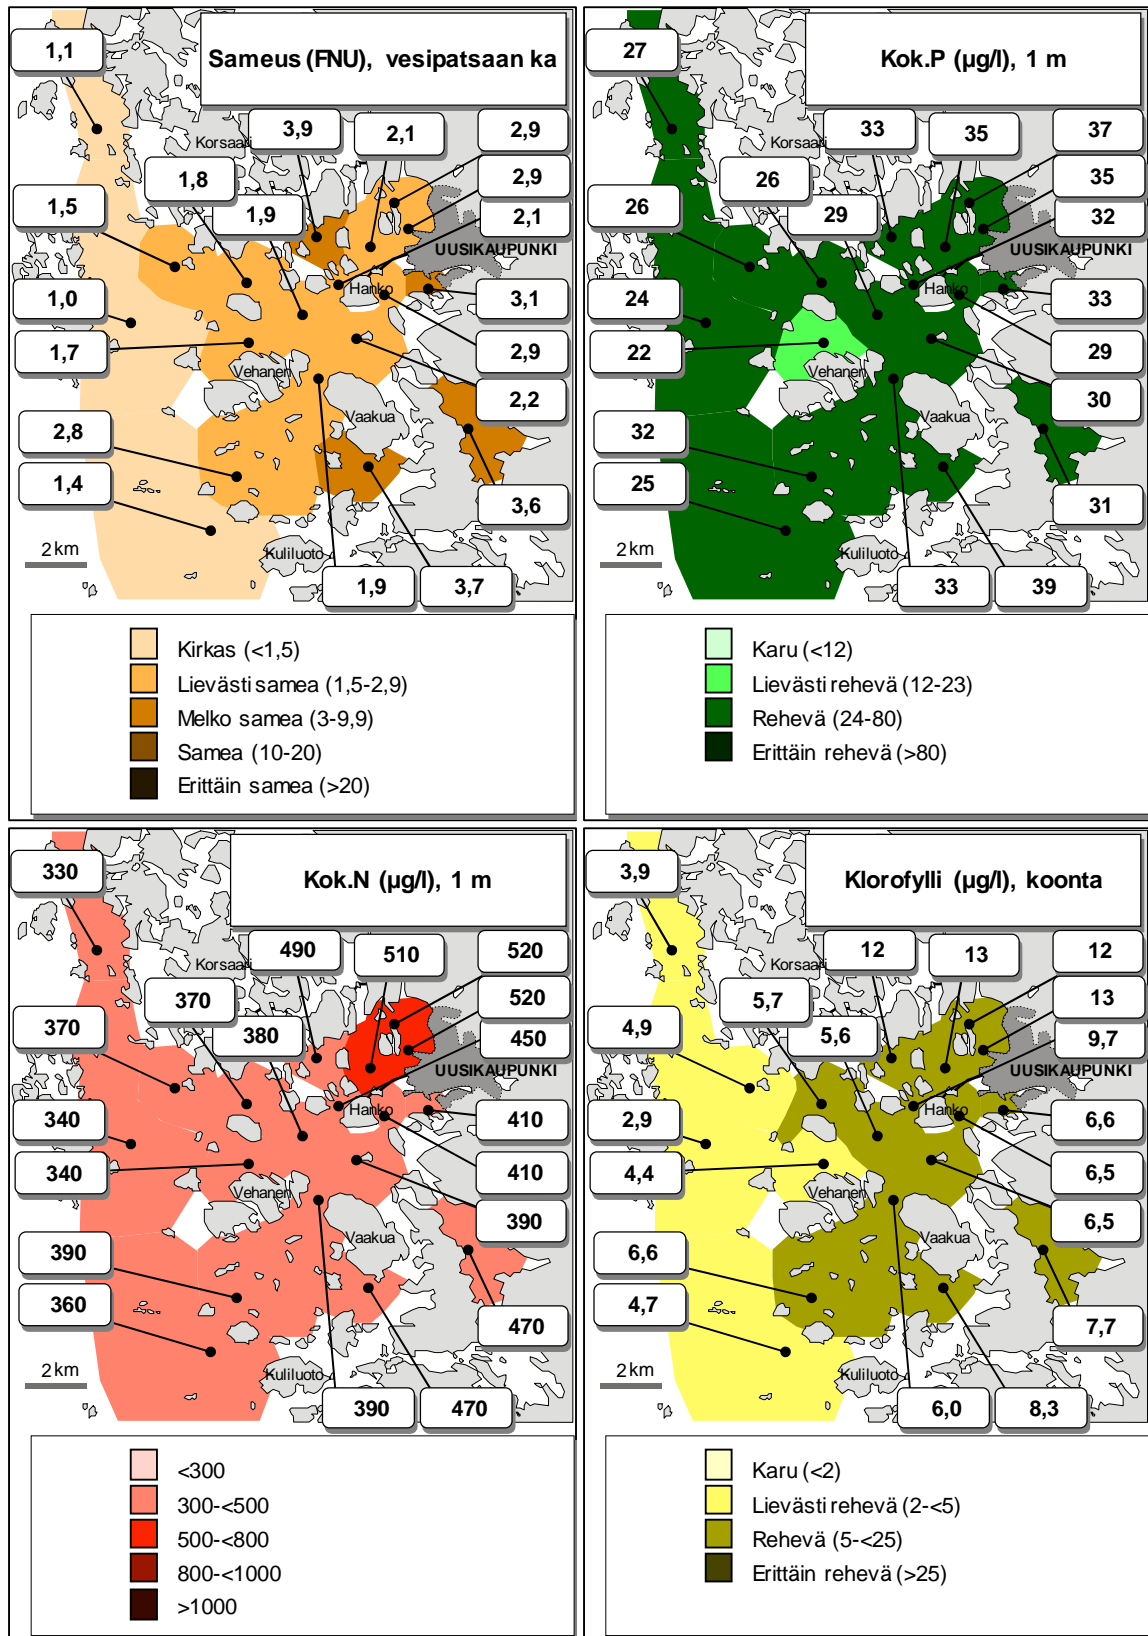 Sameus (FNU), vesipatsaan ka
1,1
3,9
2,1
2,9
Korsaari
1,8
2,9
1,5
1,9
2,1
UUSIKAUPUNKI
Hanko
1,0
3,1
1,7
2,9
Vehanen
2,2
Vaakua
2,8
1,4
3,6
2 km
Kuliluoto
1,9
3,7
Kirkas (<1,5)
Lievästi samea (1,5-2,9)
Melko samea (3-9,9)
Samea (10-20)
Erittäin samea (>20)
Kok.P (µg/l), 1 m
27
33
35
37
Korsaari
26
35
26
29
32
UUSIKAUPUNKI
Hanko
24
33
22
29
Vehanen
30
Vaakua
32
25
31
2 km
Kuliluoto
33
39
Karu (<12)
Lievästi rehevä (12-23)
Rehevä (24-80)
Erittäin rehevä (>80)
Kok.N (µg/l), 1 m
330
490
510
520
Korsaari
370
520
370
380
450
UUSIKAUPUNKI
Hanko
340
410
340
410
Vehanen
390
Vaakua
390
360
470
2 km
Kuliluoto
390
470
<300
300-<500
500-<800
800-<1000
>1000
Klorofylli (µg/l), koonta
3,9
12
13
12
Korsaari
5,7
13
4,9
5,6
9,7
UUSIKAUPUNKI
Hanko
2,9
6,6
4,4
6,5
Vehanen
6,5
Vaakua
6,6
4,7
7,7
2 km
Kuliluoto
6,0
8,3
Karu (<2)
Lievästi rehevä (2-<5)
Rehevä (5-<25)
Erittäin rehevä (>25)